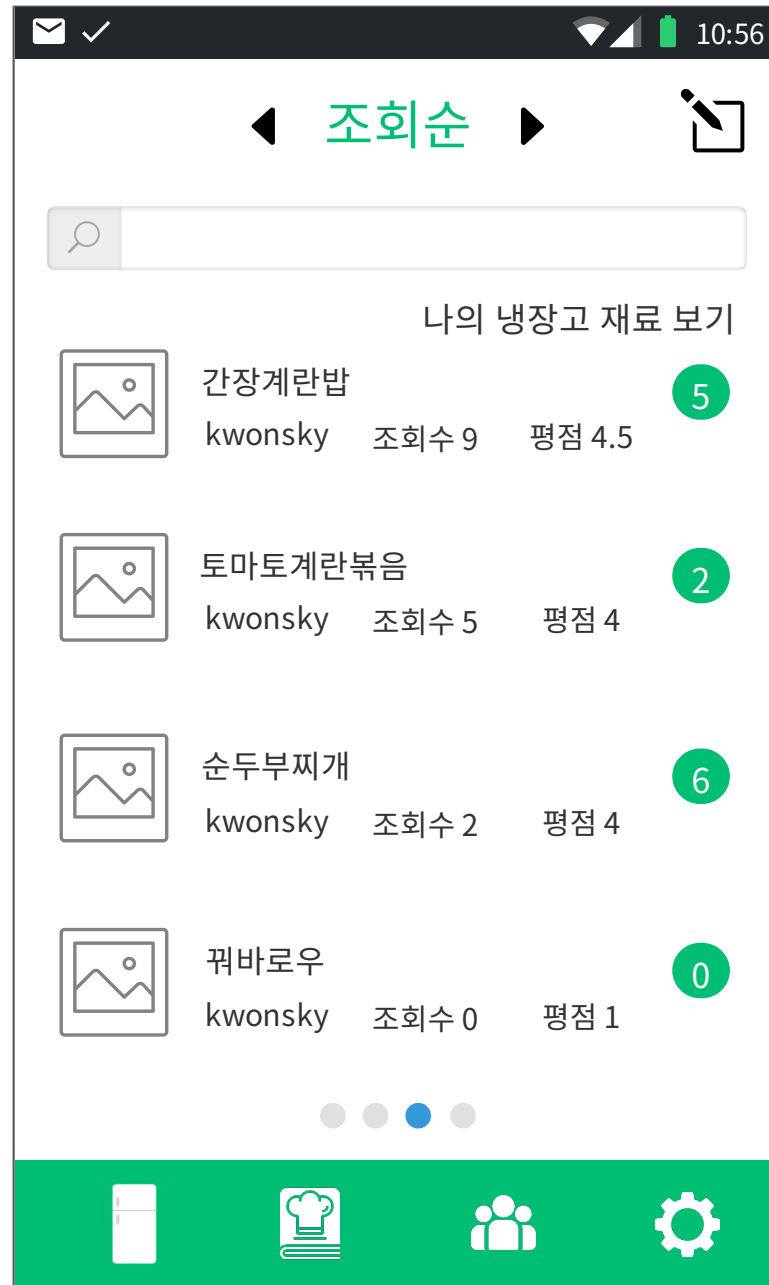 10:56
조회순
나의 냉장고 재료 보기
간장계란밥
5
kwonsky 조회수 9 평점 4.5
토마토계란볶음
2
kwonsky 조회수 5 평점 4
순두부찌개
6
kwonsky 조회수 2 평점 4
꿔바로우
0
kwonsky 조회수 0 평점 1